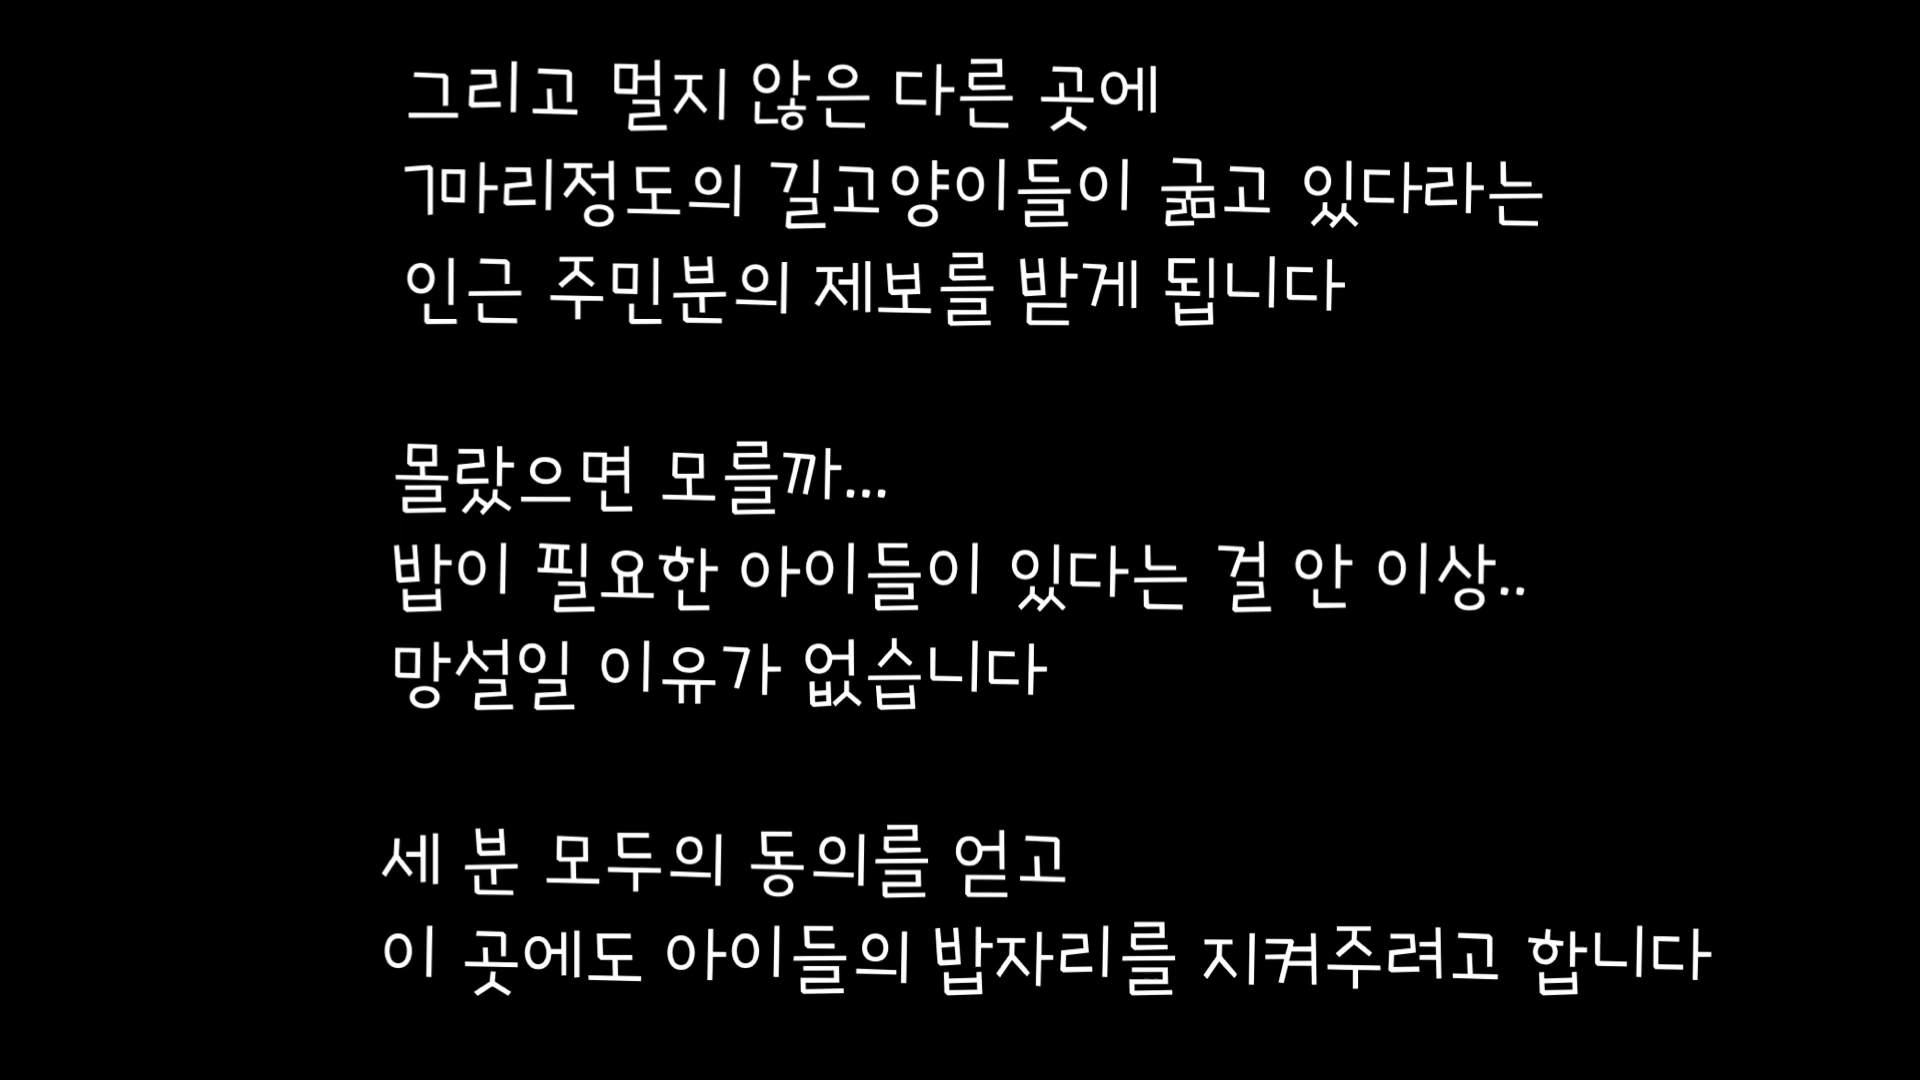 그리고 멀지 않은 다른 곳에
7마리정도의 길고양이들이 굶고 있다라는
인근 주민분의 제보를 받게 됩니다
몰랐으면 모를까...
밥이 필요한 아이들이 있다는 걸 안 이상..
망설일 이유가 없습니다
세 분 모두의 동의를 얻고
이 곳에도 아이들의 밥자리를 지켜주려고 합니다